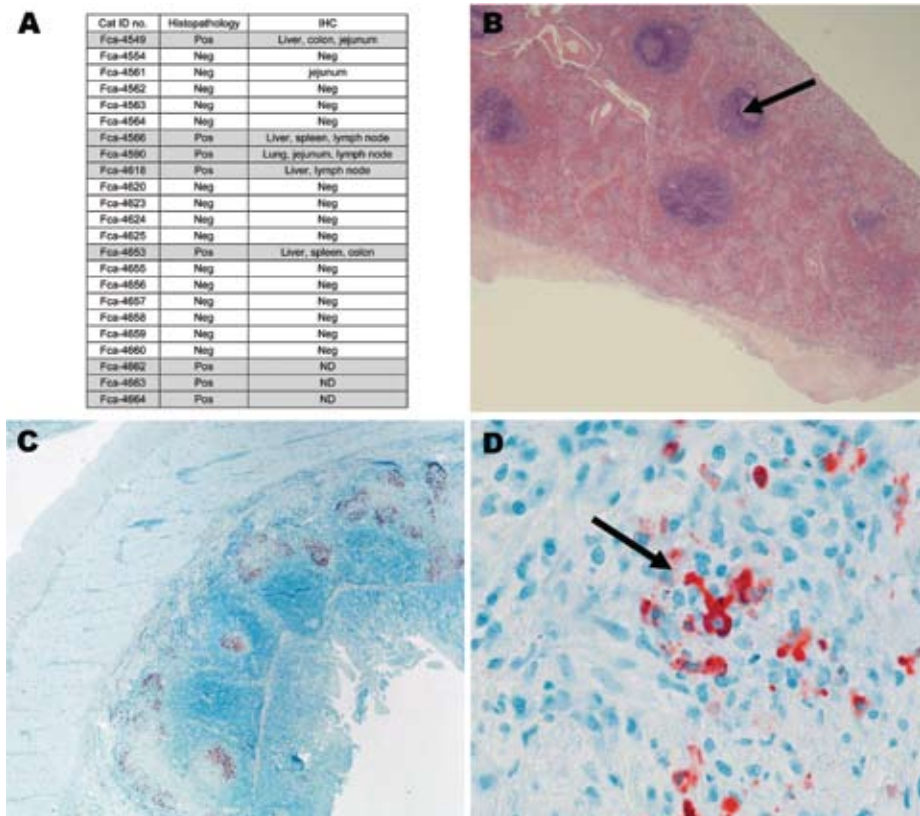 A
Cat ID no. Histopathology IHC
Fca-4549 Pos Liver, colon, jejunum
Fca-4554 Neg Neg
Fca-4561 Neg jejunum
Fca-4562 Neg Neg
Fca-4563 Neg Neg
Fca-4564 Neg Neg
Fca-4566 Pos Liver, spleen, lymph node
Fca-4590 Pos Lung, jejunum, lymph node
Fca-4618 Pos Liver, lymph node
Fca-4620 Neg Neg
Fca-4623 Neg Neg
Fca-4624 Neg Neg
Fca-4625 Neg Neg
Fca-4653 Pos Liver, spleen, colon
Fca-4655 Neg Neg
Fca-4656 Neg Neg
Fca-4657 Neg Neg
Fca-4658 Neg Neg
Fca-4659 Neg Neg
Fca-4660 Neg Neg
Fca-4662 Pos ND
Fca-4663 Pos ND
Fca-4664 Pos ND
B
C
D